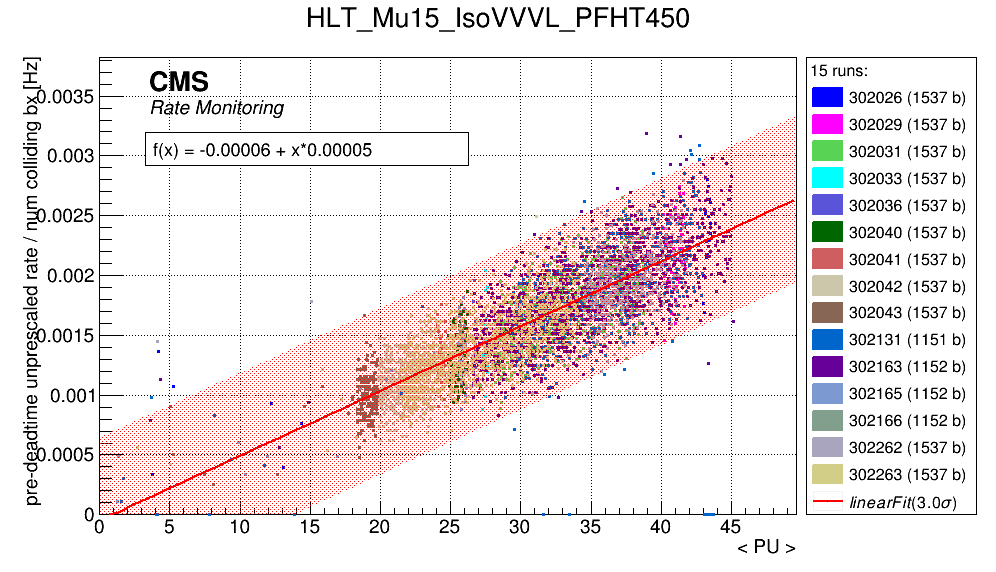 HLT_Mu15_IsoVVVL_PFHT450
pre-deadtime unprescaled rate / num colliding bx [Hz]
CMS
Rate Monitoring
f(x) = -0.00006 + x*0.00005
0.0035
0.003
0.0025
0.002
0.0015
0.001
0.0005
0
0 5 10 15 20 25 30 35 40 45
< PU >
15 runs:
302026 (1537 b)
302029 (1537 b)
302031 (1537 b)
302033 (1537 b)
302036 (1537 b)
302040 (1537 b)
302041 (1537 b)
302042 (1537 b)
302043 (1537 b)
302131 (1151 b)
302163 (1152 b)
302165 (1152 b)
302166 (1152 b)
302262 (1537 b)
302263 (1537 b)
linearFit(3.0σ)